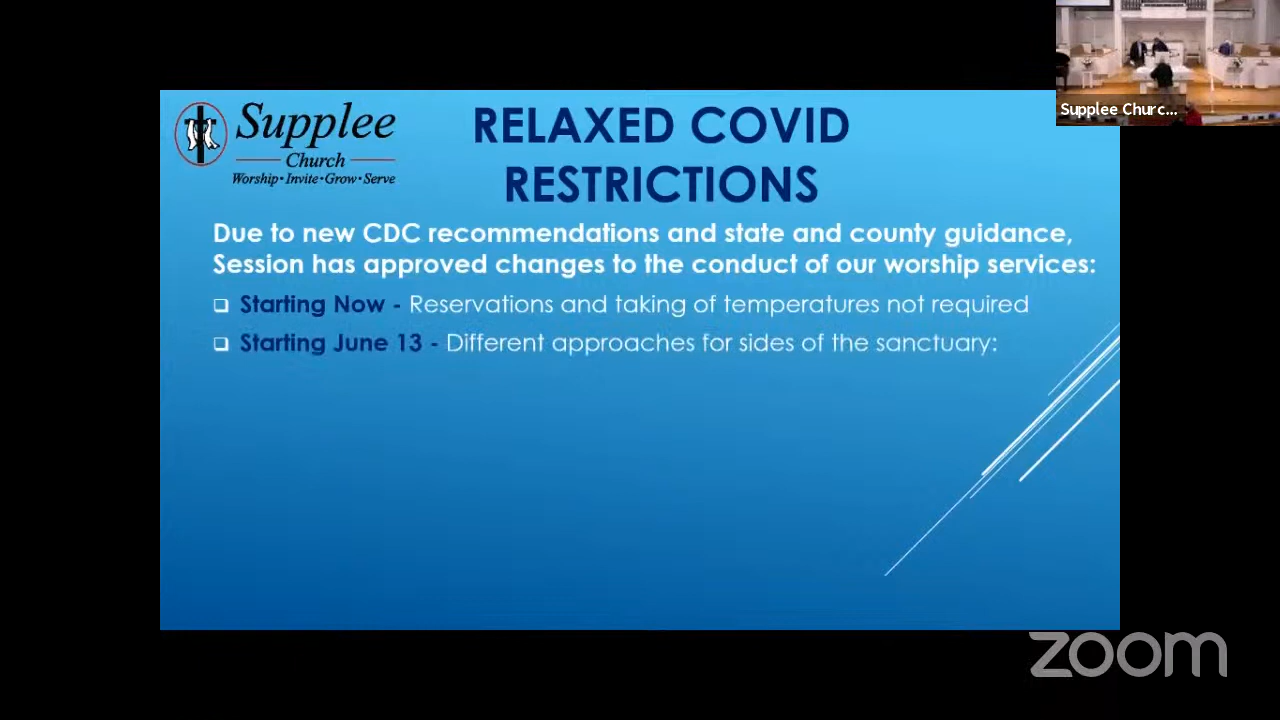 Supplee
Church
Worship•Invite•Grow•Serve
RELAXED COVID
RESTRICTIONS
Due to new CDC recommendations and state and county guidance,
Session has approved changes to the conduct of our worship services:
Starting Now - Reservations and taking of temperatures not required
Starting June 13 - Different approaches for sides of the sanctuary:
Supplee Churc...
zoom